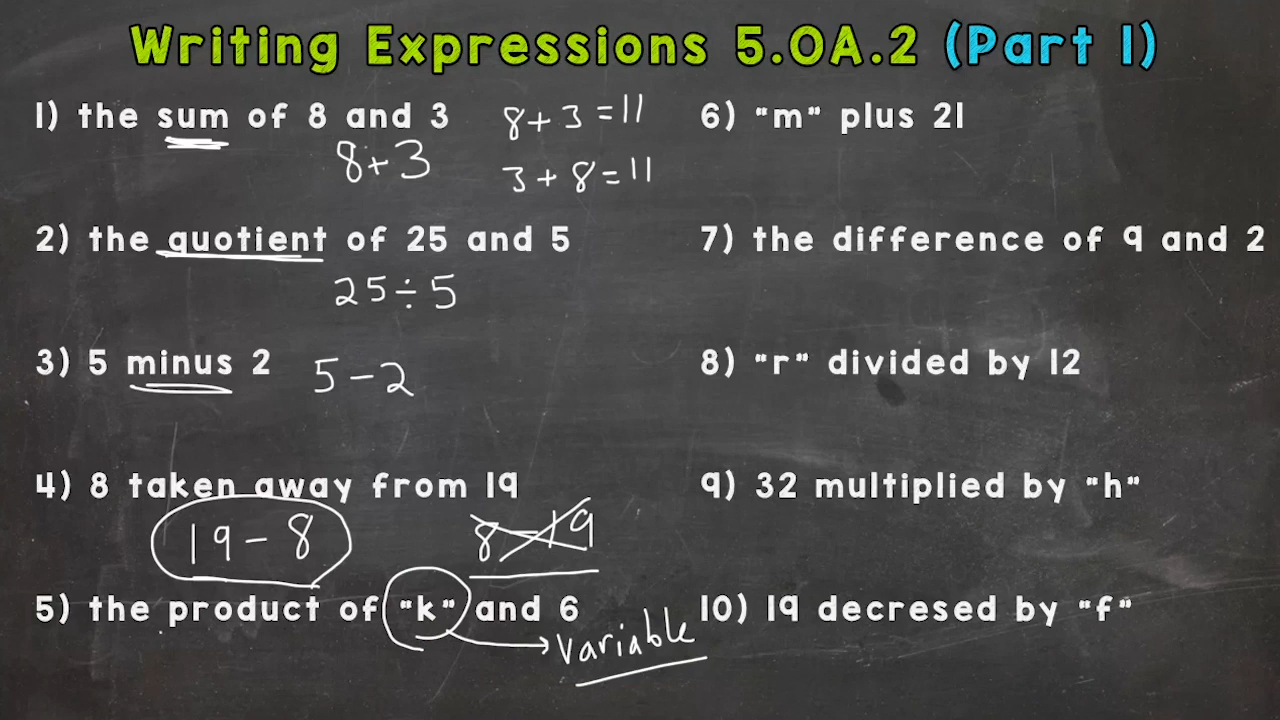 Writing Expressions 5.OA.2 (Part 1)
1) the sum of 8 and 3
8+3
8+3=11
3+8=11
2) the quotient of 25 and 5
25÷5
3) 5 minus 2
5-2
4) 8 taken away from 19
19-8
8-19
5) the product of "k" and 6
variable
6) "m" plus 21
7) the difference of 9 and 2
8) "r" divided by 12
9) 32 multiplied by "h"
10) 19 decresed by "f"